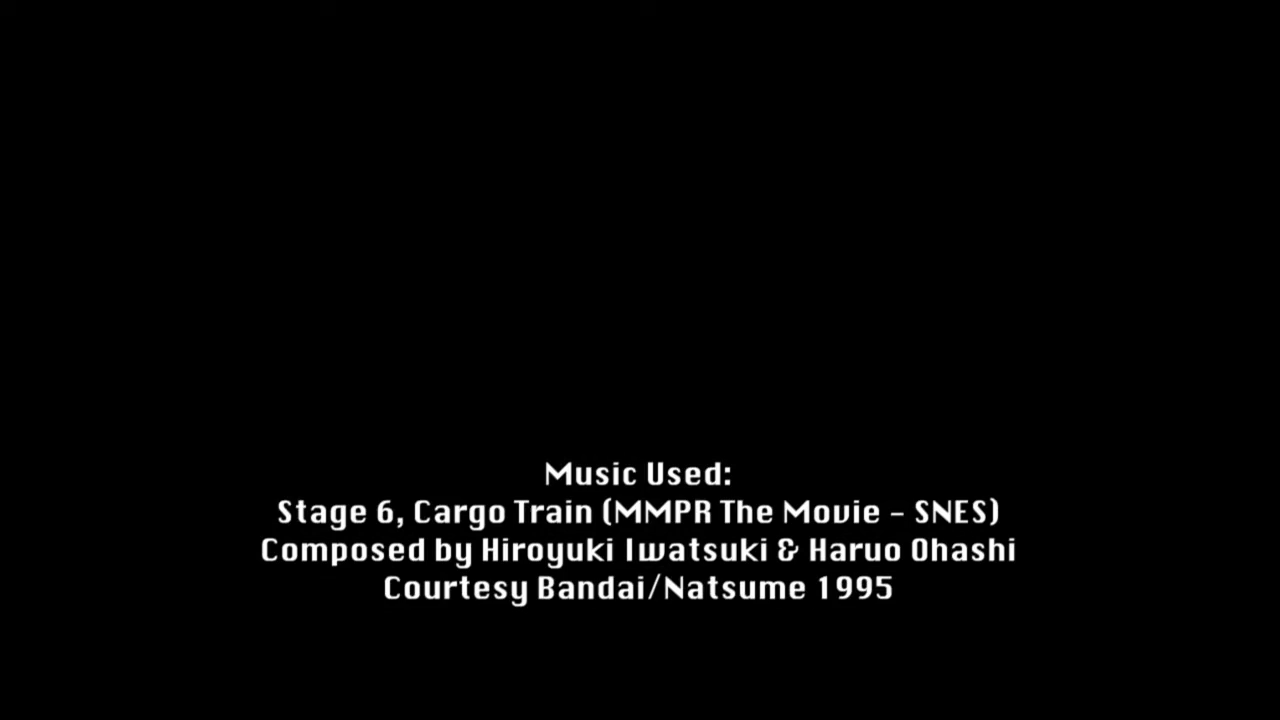 Music Used:
Stage 6, Cargo Train (MMPR The Movie - SNES)
Composed by Hiroyuki Iwatsuki & Haruo Ohashi
Courtesy Bandai/Natsume 1995